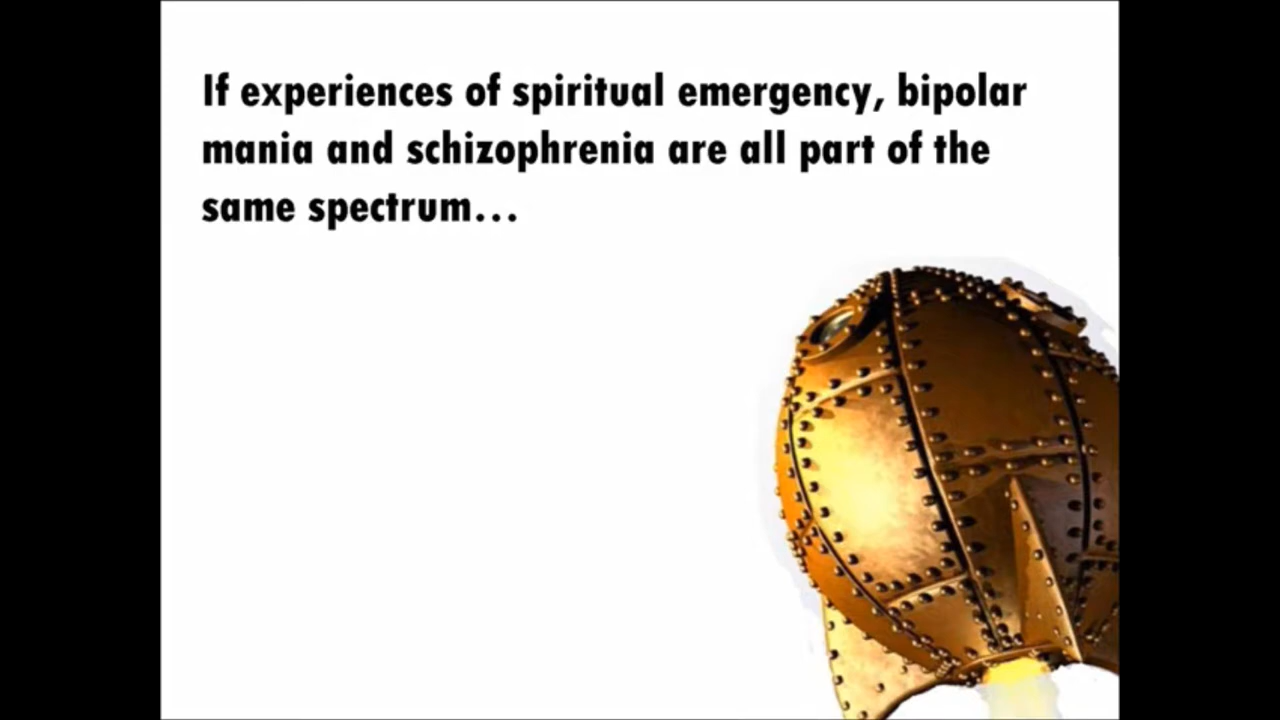 If experiences of spiritual emergency, bipolar
mania and schizophrenia are all part of the
same spectrum…